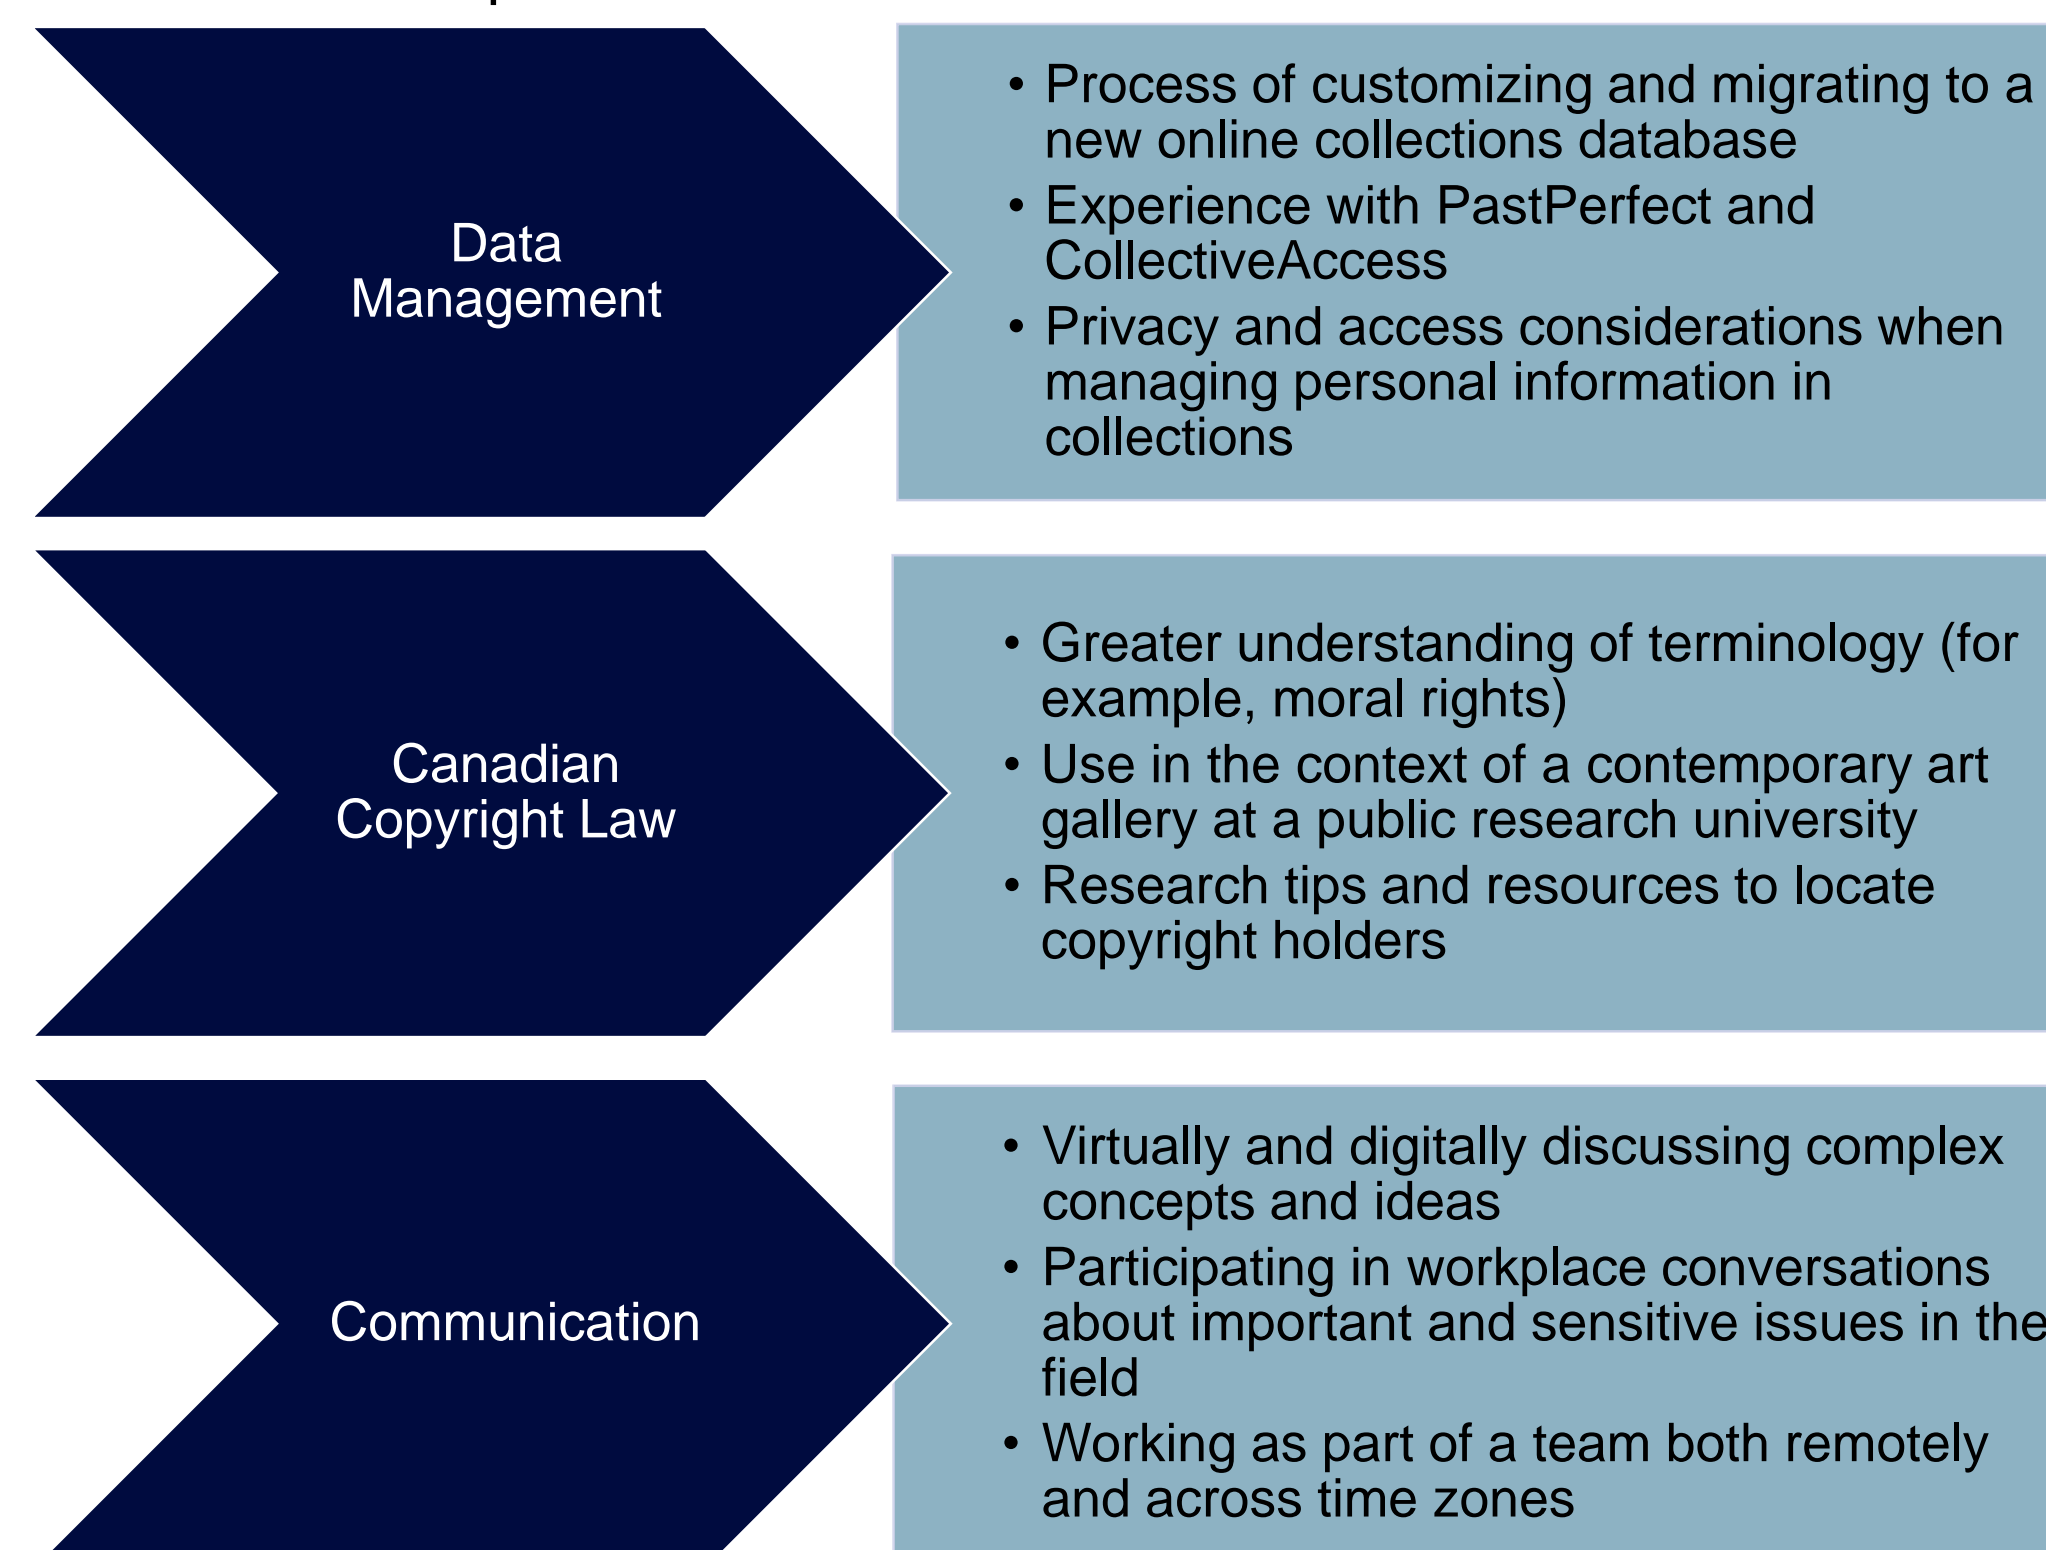 Data
Management
• Process of customizing and migrating to a
new online collections database
• Experience with PastPerfect and
CollectiveAccess
• Privacy and access considerations when
managing personal information in
collections
Canadian
Copyright Law
• Greater understanding of terminology (for
example, moral rights)
• Use in the context of a contemporary art
gallery at a public research university
• Research tips and resources to locate
copyright holders
Communication
• Virtually and digitally discussing complex
concepts and ideas
• Participating in workplace conversations
about important and sensitive issues in the
field
• Working as part of a team both remotely
and across time zones